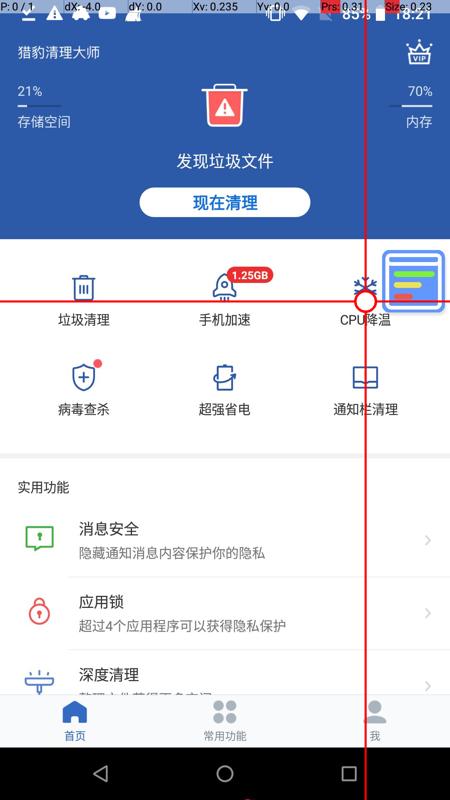 P: 0 / 1 dX: -4.0 dY: 0.0 Xv: 0.235 Yv: 0.0 Prs: 0.31 Size: 0.23
85% 18:21
猎豹清理大师
VIP
21%
70%
存储空间
内存
发现垃圾文件
现在清理
1.25GB
垃圾清理 手机加速 CPU降温
病毒查杀 超强省电 通知栏清理
实用功能
消息安全
隐藏通知消息内容保护你的隐私
应用锁
超过4个应用程序可以获得隐私保护
深度清理
首页 常用功能 我